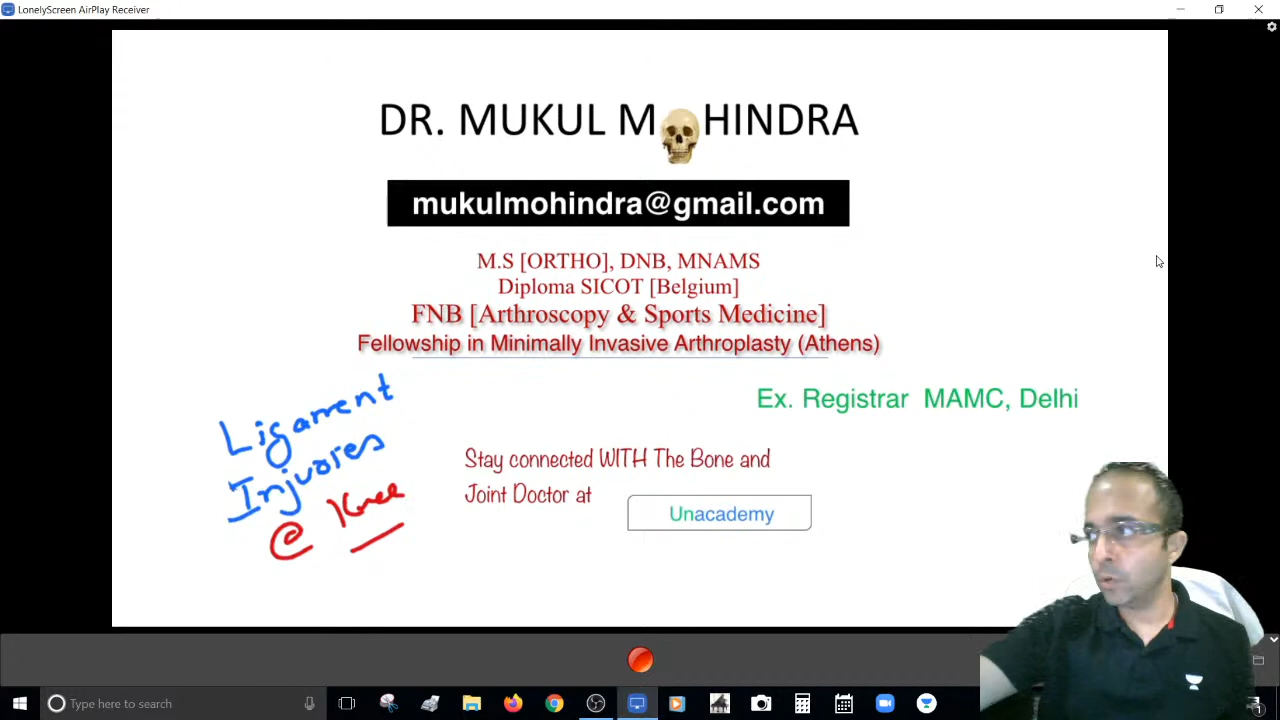 LonelyScreen AirPlay Receiver
DR. MUKUL M HINDRA
mukulmohindra@gmail.com
M.S [ORTHO], DNB, MNAMS
Diploma SICOT [Belgium]
FNB [Arthroscopy & Sports Medicine]
Fellowship in Minimally Invasive Arthroplasty (Athens)
Ex. Registrar MAMC, Delhi
Ligament
Injuries
@ Knee
Stay connected WITH The Bone and
Joint Doctor at
Unacademy
Type here to search
1